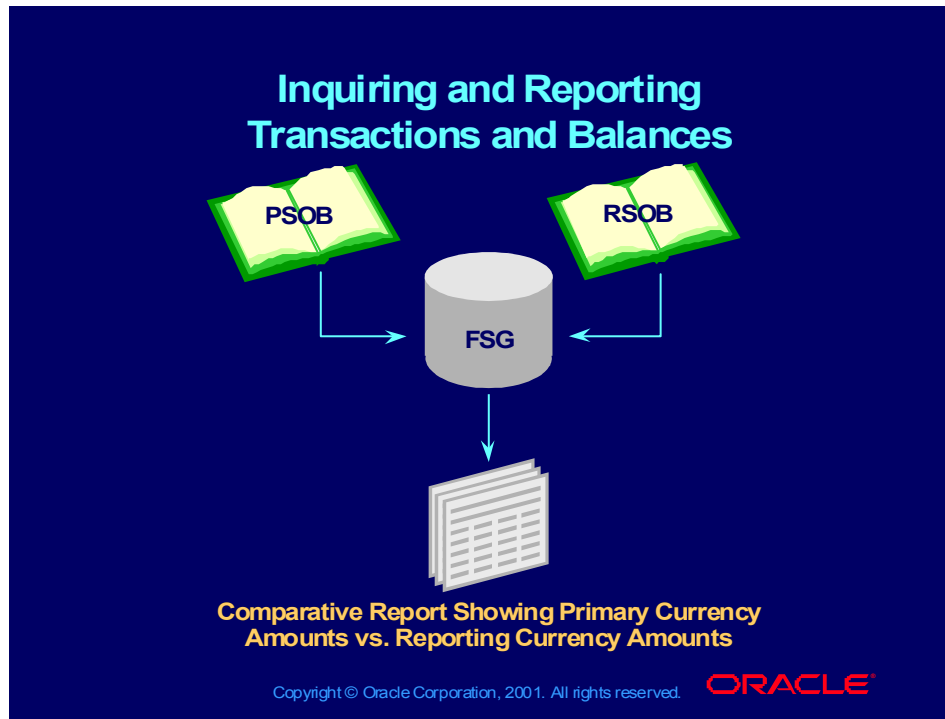 Inquiring and Reporting
Transactions and Balances
PSOB
RSOB
FSG
Comparative Report Showing Primary Currency
Amounts vs. Reporting Currency Amounts
Copyright © Oracle Corporation, 2001. All rights reserved.
ORACLE®